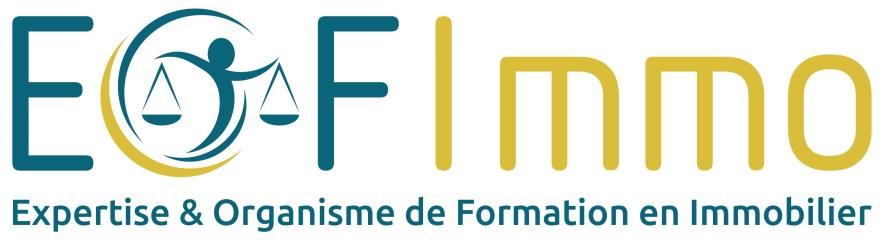 EOF Immo
Expertise & Organisme de Formation en Immobilier